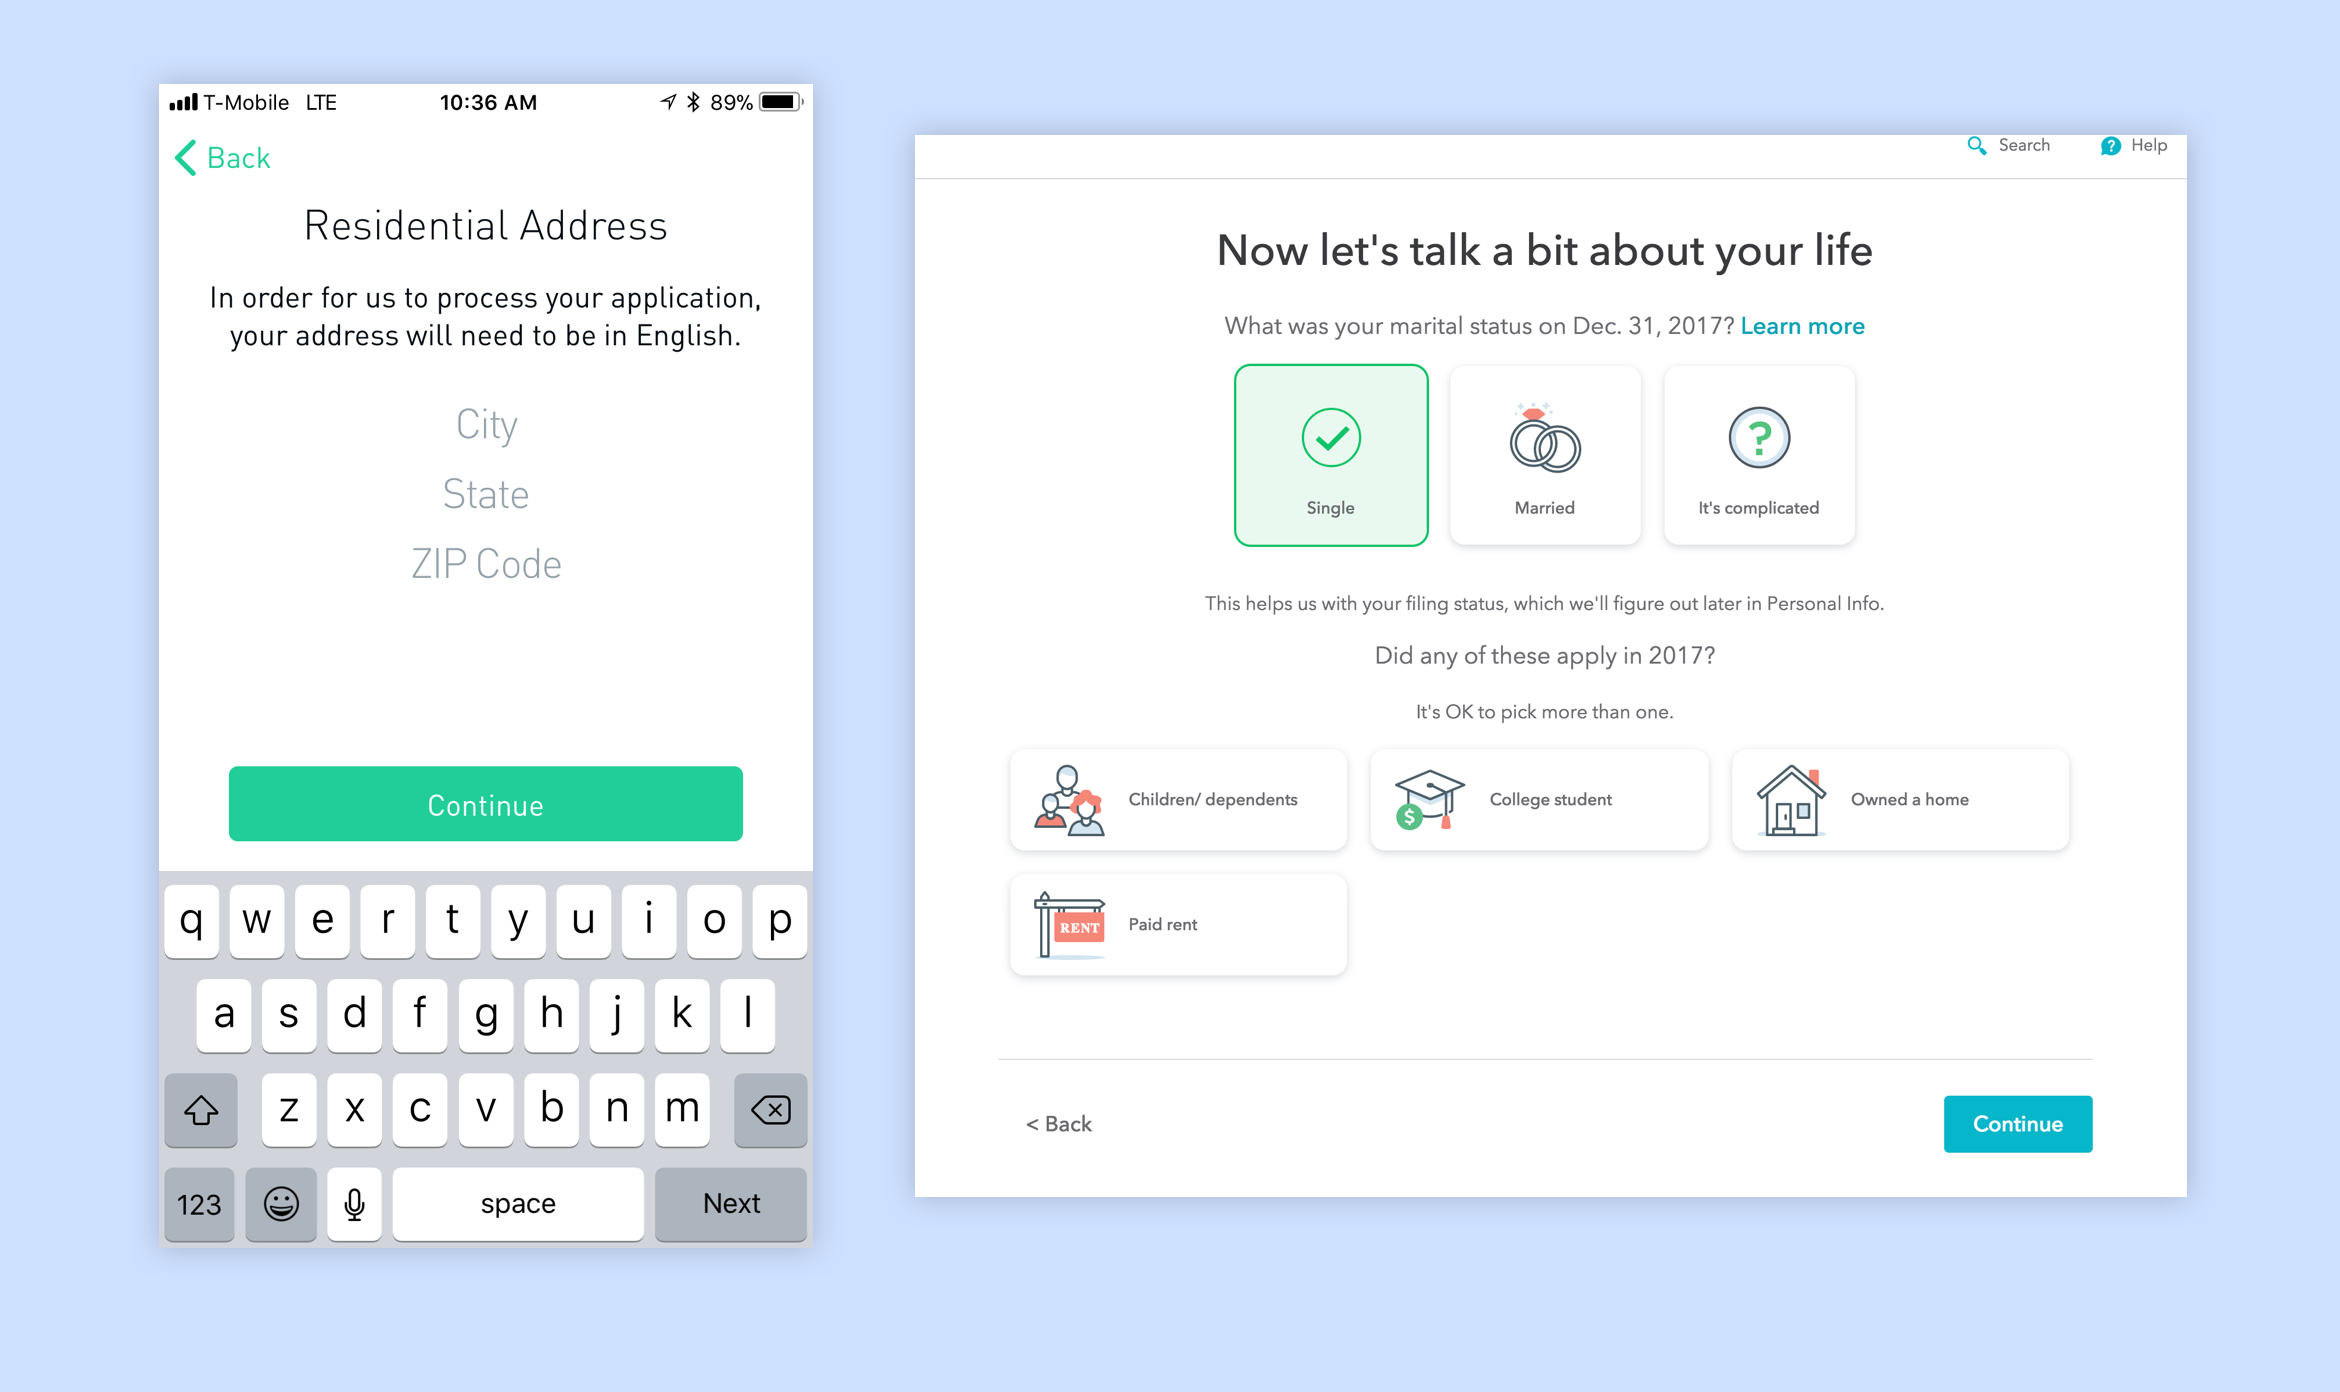 T-Mobile LTE 10:36 AM 89%
Back
Residential Address
In order for us to process your application,
your address will need to be in English.
City
State
ZIP Code
Continue
q w e r t y u i o p
a s d f g h j k l
z x c v b n m
123 space Next
Search ? Help
Now let's talk a bit about your life
What was your marital status on Dec. 31, 2017? Learn more
?
Single Married It's complicated
This helps us with your filing status, which we'll figure out later in Personal Info.
Did any of these apply in 2017?
It's OK to pick more than one.
Children/ dependents $ College student Owned a home
RENT Paid rent
< Back Continue